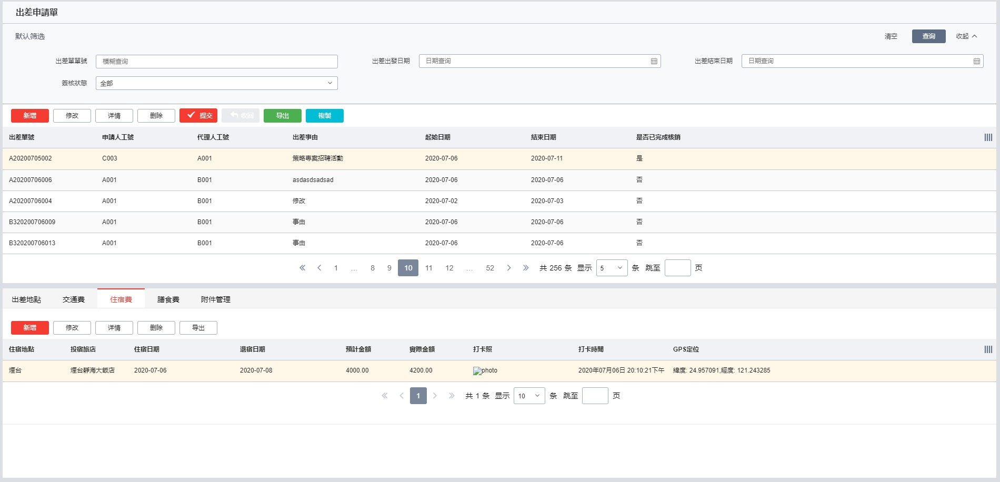 出差申請單
默认筛选 清空 查询 收起
出差單單號 模糊查询 出差出發日期 日期查询 出差結束日期 日期查询
簽核狀態 全部
新增 修改 详情 删除 提交 收回 导出 複製
出差單號 申請人工號 代理人工號 出差事由 起始日期 結束日期 是否已完成核銷
A20200705002 C003 A001 策略專案招聘活動 2020-07-06 2020-07-11 是
A20200706006 A001 B001 asdasdsadsad 2020-07-06 2020-07-06 否
A20200706004 A001 B001 修改 2020-07-02 2020-07-03 否
B320200706009 A001 B001 事由 2020-07-06 2020-07-06 否
B320200706013 A001 B001 事由 2020-07-06 2020-07-06 否
1 ... 8 9 10 11 12 ... 52 共 256 条 显示 5 条 跳至 页
出差地點 交通費 住宿費 膳食費 附件管理
新增 修改 详情 删除 导出
住宿地點 投宿旅店 住宿日期 退宿日期 預計金額 實際金額 打卡照 打卡時間 GPS定位
煙台 煙台靜海大飯店 2020-07-06 2020-07-08 4000.00 4200.00 photo 2020年07月06日 20:10:21下午 緯度: 24.957091,經度: 121.243285
1 共 1 条 显示 10 条 跳至 页